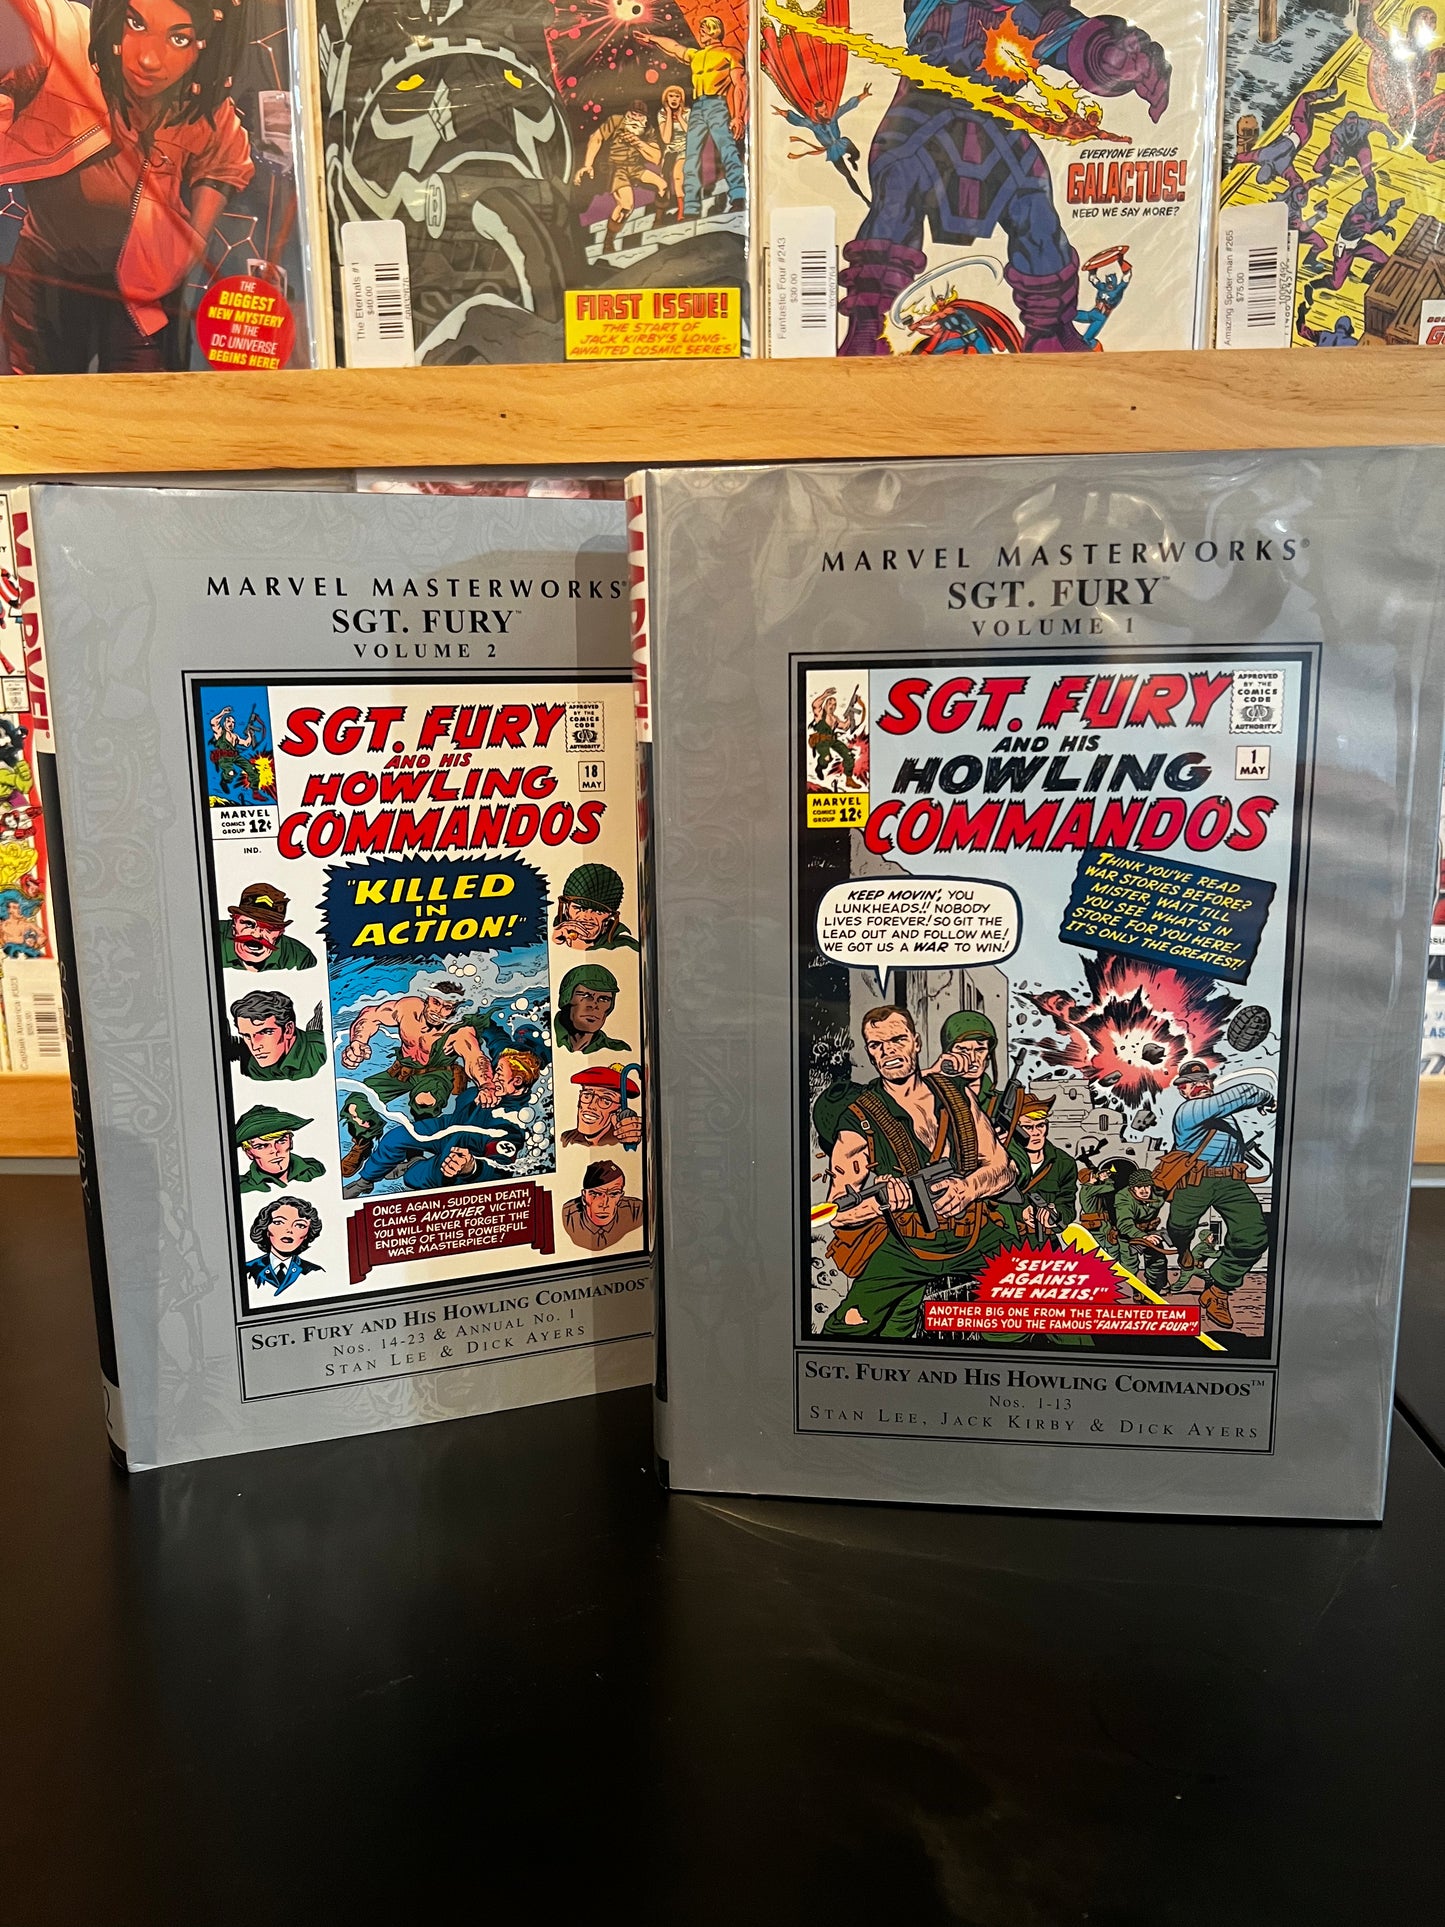 THE
BIGGEST
NEW MYSTERY
IN THE
DC UNIVERSE
BEGINS HERE!
The Eternals #1
$40.00
FIRST ISSUE!
THE START OF
JACK KIRBY'S LONG-
AWAITED COSMIC SERIES!
Fantastic Four #243
$30.00
EVERYONE VERSUS
GALACTUS!
NEED WE SAY MORE?
Amazing Spider-man #265
$75.00
MARVEL
MARVEL MASTERWORKS®
SGT. FURY™
VOLUME 2
SGT. FURY
AND HIS
HOWLING
COMMANDOS
APPROVED
BY THE
COMICS
CODE
AUTHORITY
18
MAY
MARVEL
COMICS
GROUP 12¢
IND.
"KILLED
IN
ACTION!"
ONCE AGAIN, SUDDEN DEATH
CLAIMS ANOTHER VICTIM!
YOU WILL NEVER FORGET THE
ENDING OF THIS POWERFUL
WAR MASTERPIECE!
SGT. FURY AND HIS HOWLING COMMANDOS™
NOS. 14-23 & ANNUAL NO. 1
STAN LEE & DICK AYERS
2
MARVEL
MARVEL MASTERWORKS®
SGT. FURY™
VOLUME 1
SGT. FURY
AND HIS
HOWLING
COMMANDOS
APPROVED
BY THE
COMICS
CODE
AUTHORITY
1
MAY
MARVEL
COMICS
GROUP 12¢
THINK YOU'VE READ
WAR STORIES BEFORE?
MISTER, WAIT TILL
YOU SEE WHAT'S IN
STORE FOR YOU HERE!
IT'S ONLY THE GREATEST!
KEEP MOVIN', YOU
LUNKHEADS!! NOBODY
LIVES FOREVER! SO GIT THE
LEAD OUT AND FOLLOW ME!
WE GOT US A WAR TO WIN!
"SEVEN
AGAINST
THE NAZIS!"
ANOTHER BIG ONE FROM THE TALENTED TEAM
THAT BRINGS YOU THE FAMOUS "FANTASTIC FOUR"!
SGT. FURY AND HIS HOWLING COMMANDOS™
NOS. 1-13
STAN LEE, JACK KIRBY & DICK AYERS